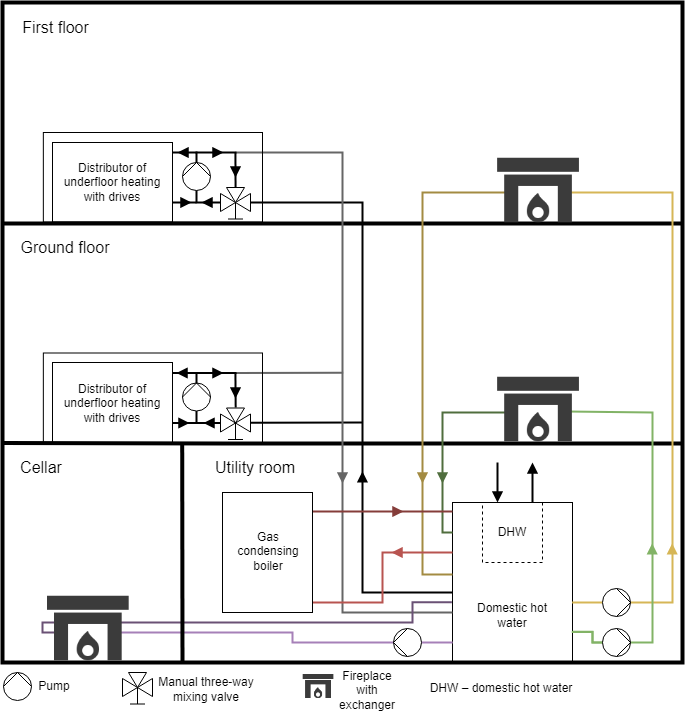 First floor
Distributor of
underfloor heating
with drives
Ground floor
Distributor of
underfloor heating
with drives
Cellar
Utility room
Gas
condensing
boiler
DHW
Domestic hot
water
Pump
Manual three-way
mixing valve
Fireplace
with
exchanger
DHW – domestic hot water